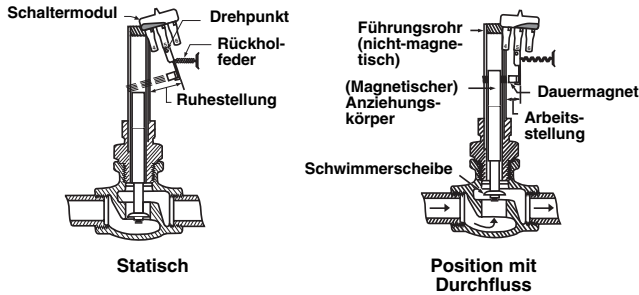 Schaltermodul
Drehpunkt
Rückhol-
feder
Ruhestellung
Statisch
Führungsrohr
(nicht-magne-
tisch)
(Magnetischer)
Anziehungs-
körper
Dauermagnet
Arbeits-
stellung
Schwimmerscheibe
Position mit
Durchfluss